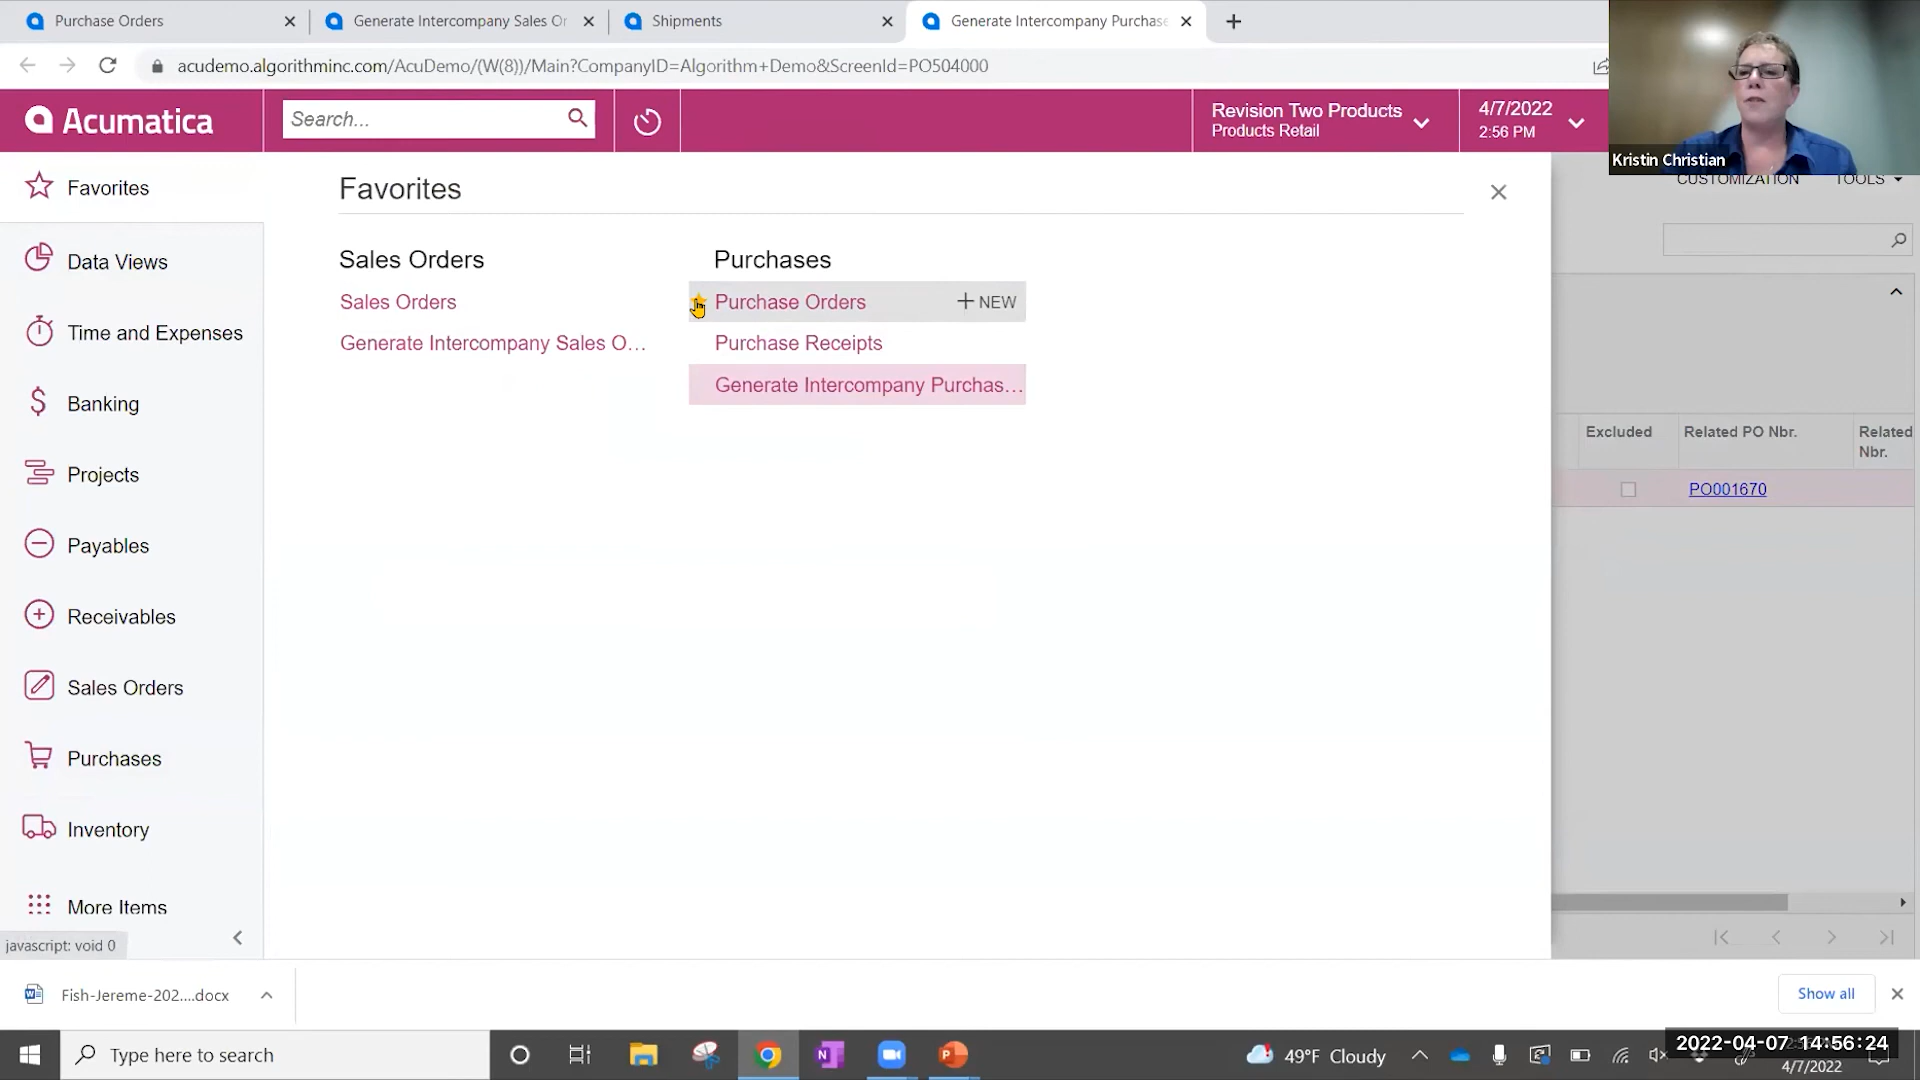 Purchase Orders
Generate Intercompany Sales Or
Shipments
Generate Intercompany Purchase
acudemo.algorithminc.com/AcuDemo/(W(8))/Main?CompanyID=Algorithm+Demo&ScreenId=PO504000
Acumatica
Search...
Revision Two Products
Products Retail
4/7/2022
2:56 PM
Kristin Christian
CUSTOMIZATION
TOOLS
Favorites
Data Views
Time and Expenses
Banking
Projects
Payables
Receivables
Sales Orders
Purchases
Inventory
More Items
javascript: void 0
Favorites
Sales Orders
Sales Orders
Generate Intercompany Sales O...
Purchases
Purchase Orders
NEW
Purchase Receipts
Generate Intercompany Purchas...
Excluded
Related PO Nbr.
Related
Nbr.
PO001670
Fish-Jereme-202....docx
Show all
Type here to search
49°F Cloudy
2022-04-07 14:56:24
4/7/2022